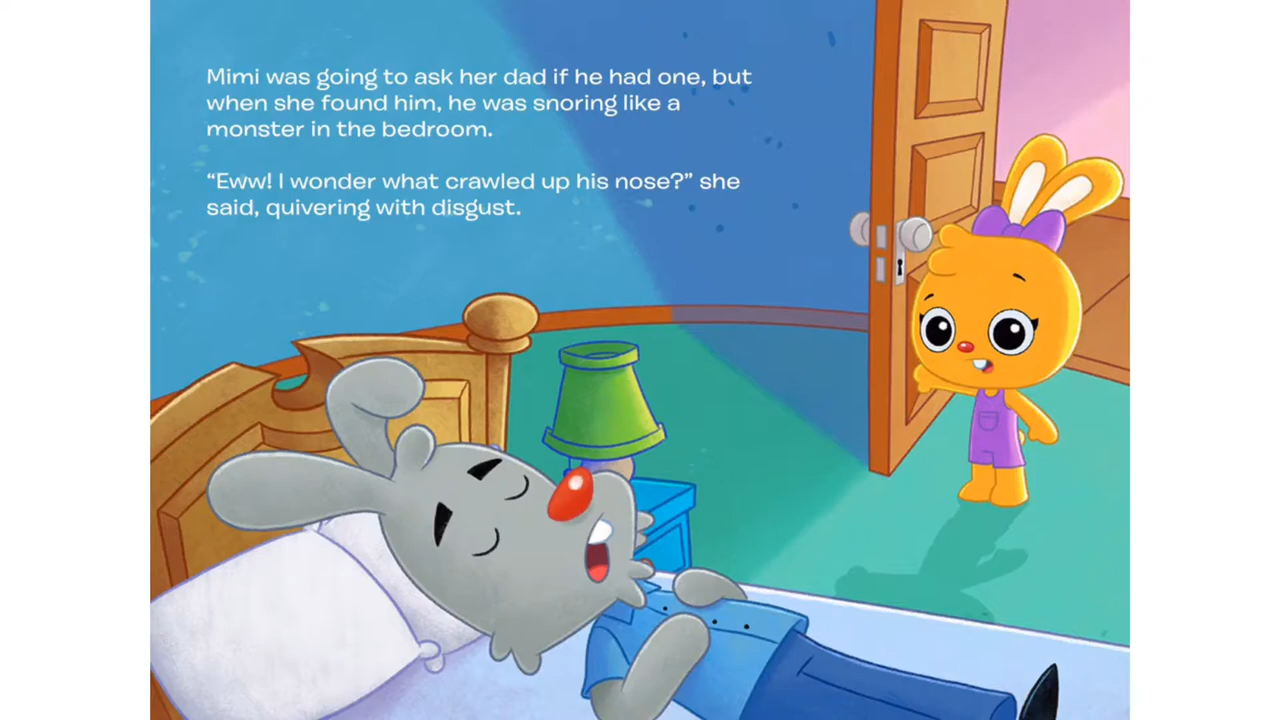 Mimi was going to ask her dad if he had one, but
when she found him, he was snoring like a
monster in the bedroom.
“Eww! I wonder what crawled up his nose?” she
said, quivering with disgust.